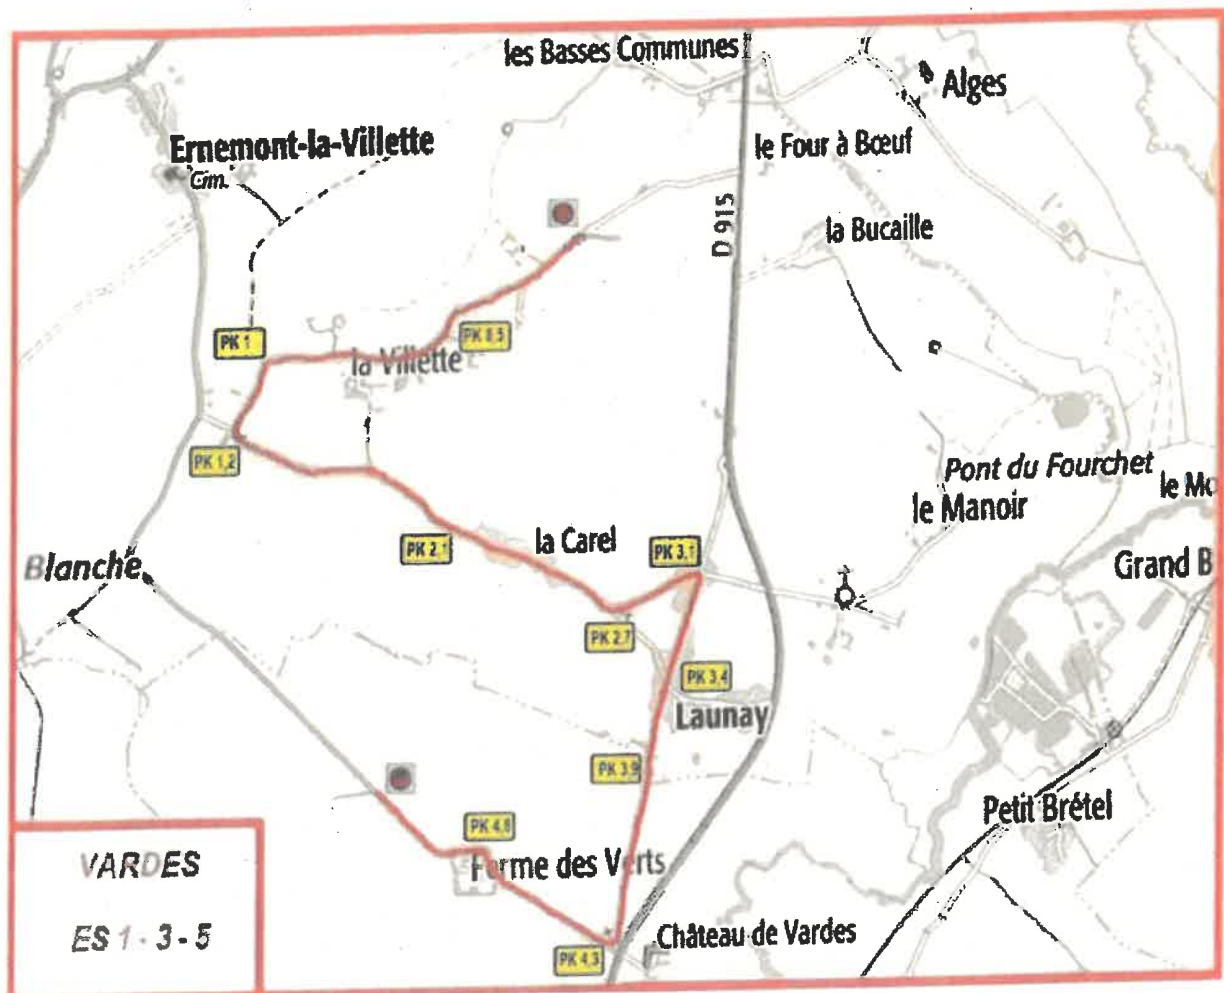 les Basses Communes
Alges
Ernemont-la-Villette
Cim.
le Four à Bœuf
D 915
la Bucaille
PK 1
PK 0,5
la Villette
PK 1,2
Pont du Fourchet
le Manoir
la Carel
PK 2,1
PK 3,1
Blanche
Grand B
PK 2,7
PK 3,4
Launay
PK 3,9
Petit Brétel
PK 4,8
Ferme des Verts
VARDES
ES 1 - 3 - 5
Château de Vardes
PK 4,3